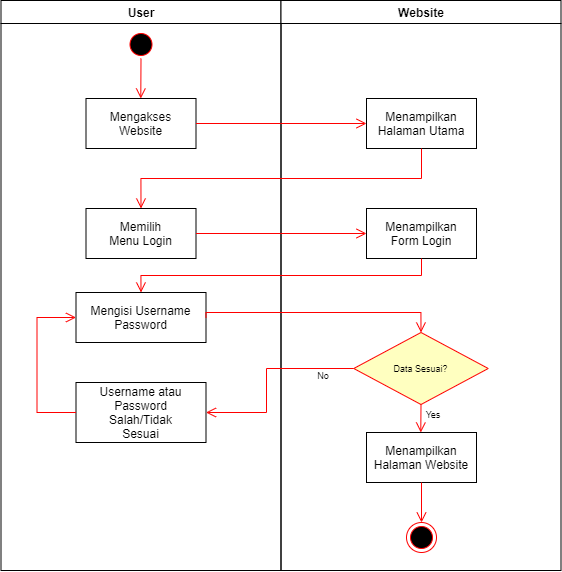 User
Website
Mengakses
Website
Menampilkan
Halaman Utama
Memilih
Menu Login
Menampilkan
Form Login
Mengisi Username
Password
Data Sesuai?
No
Username atau
Password
Salah/Tidak
Sesuai
Yes
Menampilkan
Halaman Website